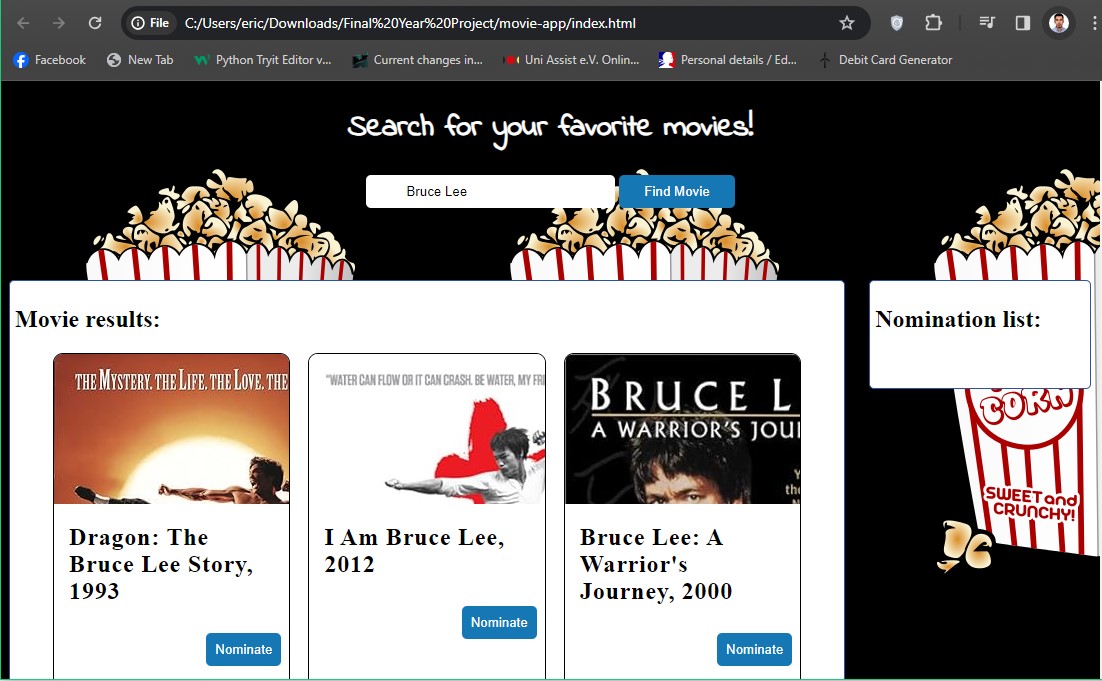 File C:/Users/eric/Downloads/Final%20Year%20Project/movie-app/index.html
Facebook New Tab Python Tryit Editor v... Current changes in... Uni Assist e.V. Onlin... Personal details / Ed... Debit Card Generator
Search for your favorite movies!
Bruce Lee Find Movie
Movie results:
THE MYSTERY. THE LIFE. THE LOVE. THE
Dragon: The
Bruce Lee Story,
1993
Nominate
"WATER CAN FLOW OR IT CAN CRASH. BE WATER, MY FRI
I Am Bruce Lee,
2012
Nominate
BRUCE L
A WARRIOR'S JOU
Bruce Lee: A
Warrior's
Journey, 2000
Nominate
Nomination list:
CORN
SWEET and
CRUNCHY!